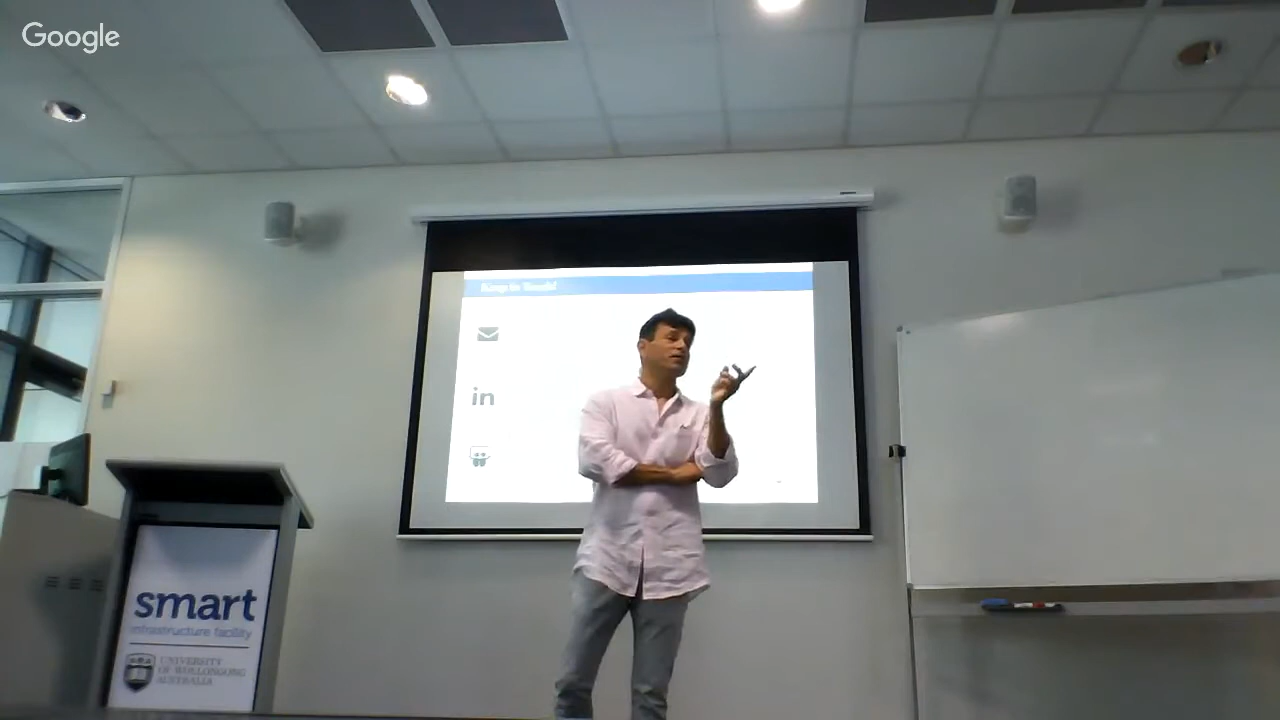 Google
Keep in Touch!
in
smart
infrastructure facility
UNIVERSITY
OF WOLLONGONG
AUSTRALIA